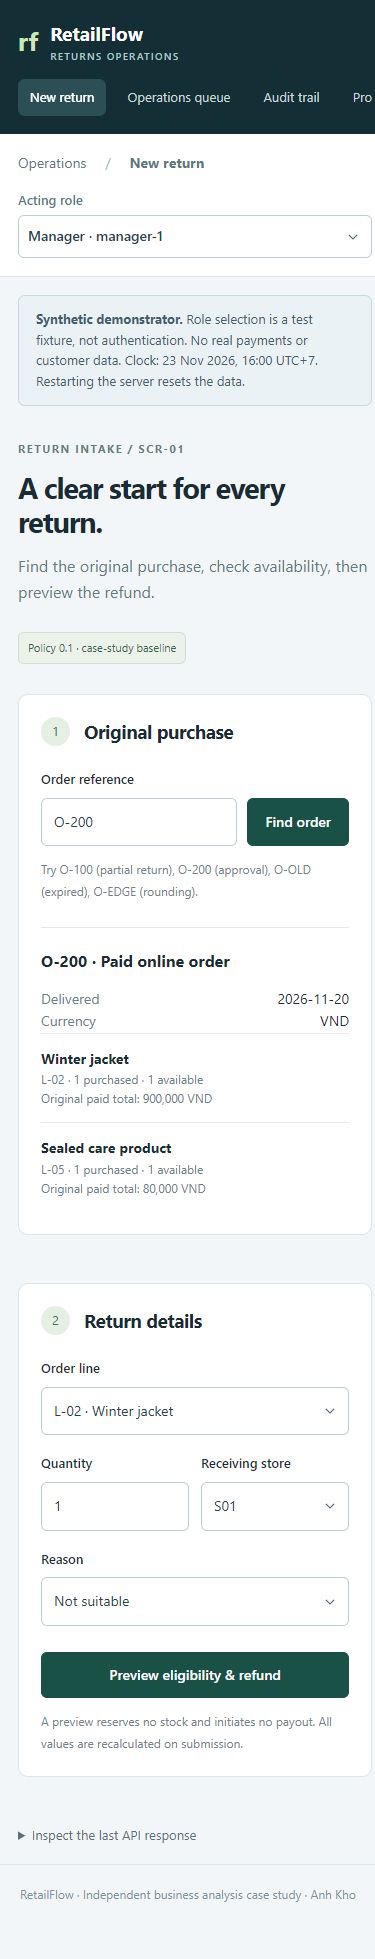 rf RetailFlow
RETURNS OPERATIONS
New return Operations queue Audit trail Pro
Operations / New return
Acting role
Manager · manager-1
Synthetic demonstrator. Role selection is a test
fixture, not authentication. No real payments or
customer data. Clock: 23 Nov 2026, 16:00 UTC+7.
Restarting the server resets the data.
RETURN INTAKE / SCR-01
A clear start for every
return.
Find the original purchase, check availability, then
preview the refund.
Policy 0.1 · case-study baseline
1 Original purchase
Order reference
O-200 Find order
Try O-100 (partial return), O-200 (approval), O-OLD
(expired), O-EDGE (rounding).
O-200 · Paid online order
Delivered 2026-11-20
Currency VND
Winter jacket
L-02 · 1 purchased · 1 available
Original paid total: 900,000 VND
Sealed care product
L-05 · 1 purchased · 1 available
Original paid total: 80,000 VND
2 Return details
Order line
L-02 · Winter jacket
Quantity Receiving store
1 S01
Reason
Not suitable
Preview eligibility & refund
A preview reserves no stock and initiates no payout. All
values are recalculated on submission.
Inspect the last API response
RetailFlow · Independent business analysis case study · Anh Kho